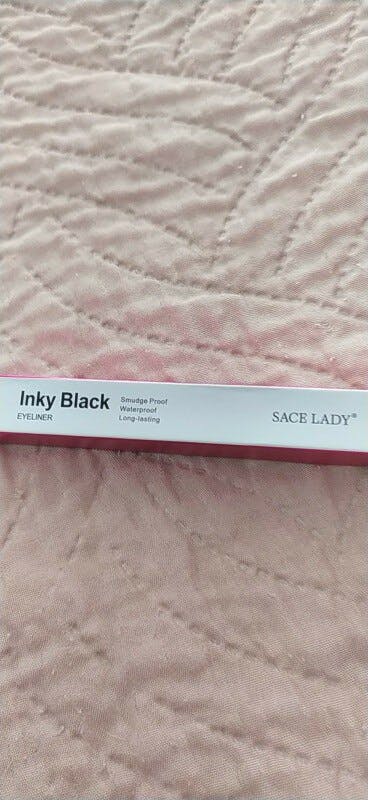 Inky Black
EYELINER
Smudge Proof
Waterproof
Long-lasting
SACE LADY®